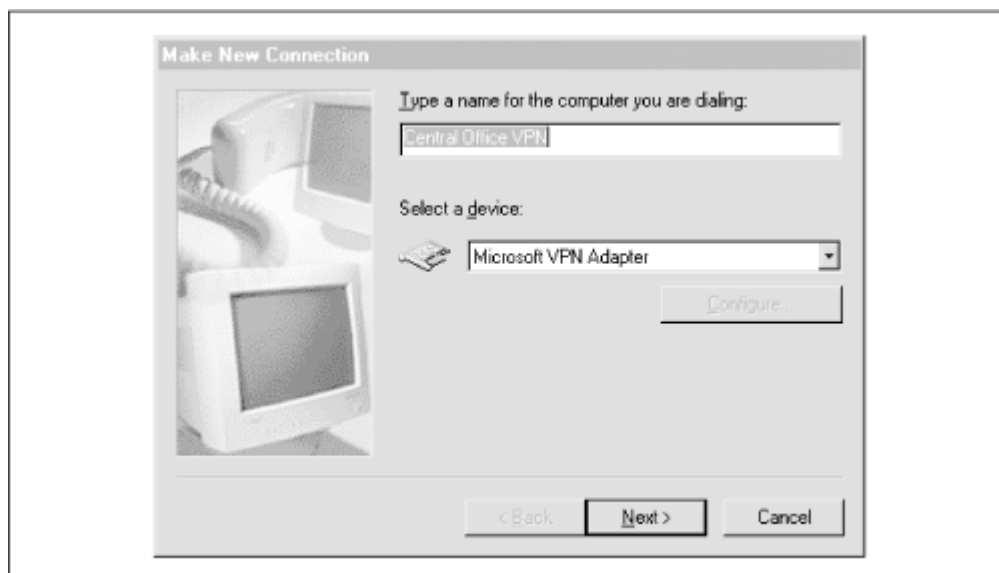 Make New Connection
Type a name for the computer you are dialing:
Central Office VPN
Select a device:
Microsoft VPN Adapter
Configure...
< Back
Next >
Cancel